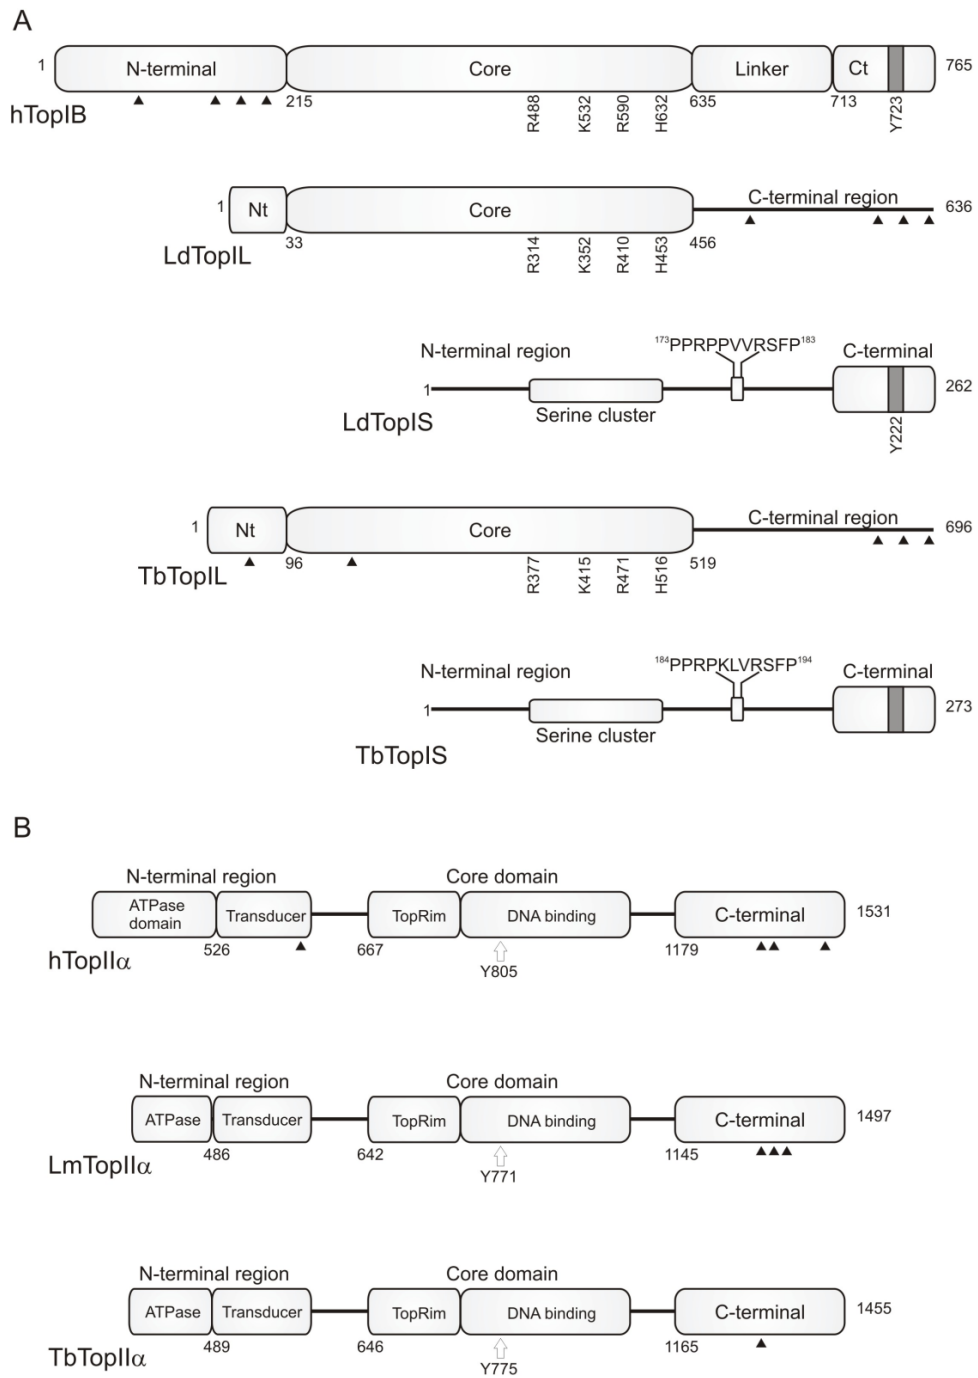 A
1 N-terminal Core Linker Ct 765
215 R488 K532 R590 H632 635 713 Y723
hTopIB
1 Nt Core C-terminal region 636
33 R314 K352 R410 H453 456
LdTopIL
N-terminal region 173PPRPPVVRSFP183 C-terminal
1 262
Serine cluster Y222
LdTopIS
1 Nt Core C-terminal region 696
96 R377 K415 R471 H516 519
TbTopIL
N-terminal region 184PPRPKLVRSFP194 C-terminal
1 273
Serine cluster
TbTopIS
B
N-terminal region Core domain
ATPase
domain Transducer TopRim DNA binding C-terminal 1531
526 667 1179
hTopIIα Y805
N-terminal region Core domain
ATPase Transducer TopRim DNA binding C-terminal 1497
486 642 1145
LmTopIIα Y771
N-terminal region Core domain
ATPase Transducer TopRim DNA binding C-terminal 1455
489 646 1165
TbTopIIα Y775